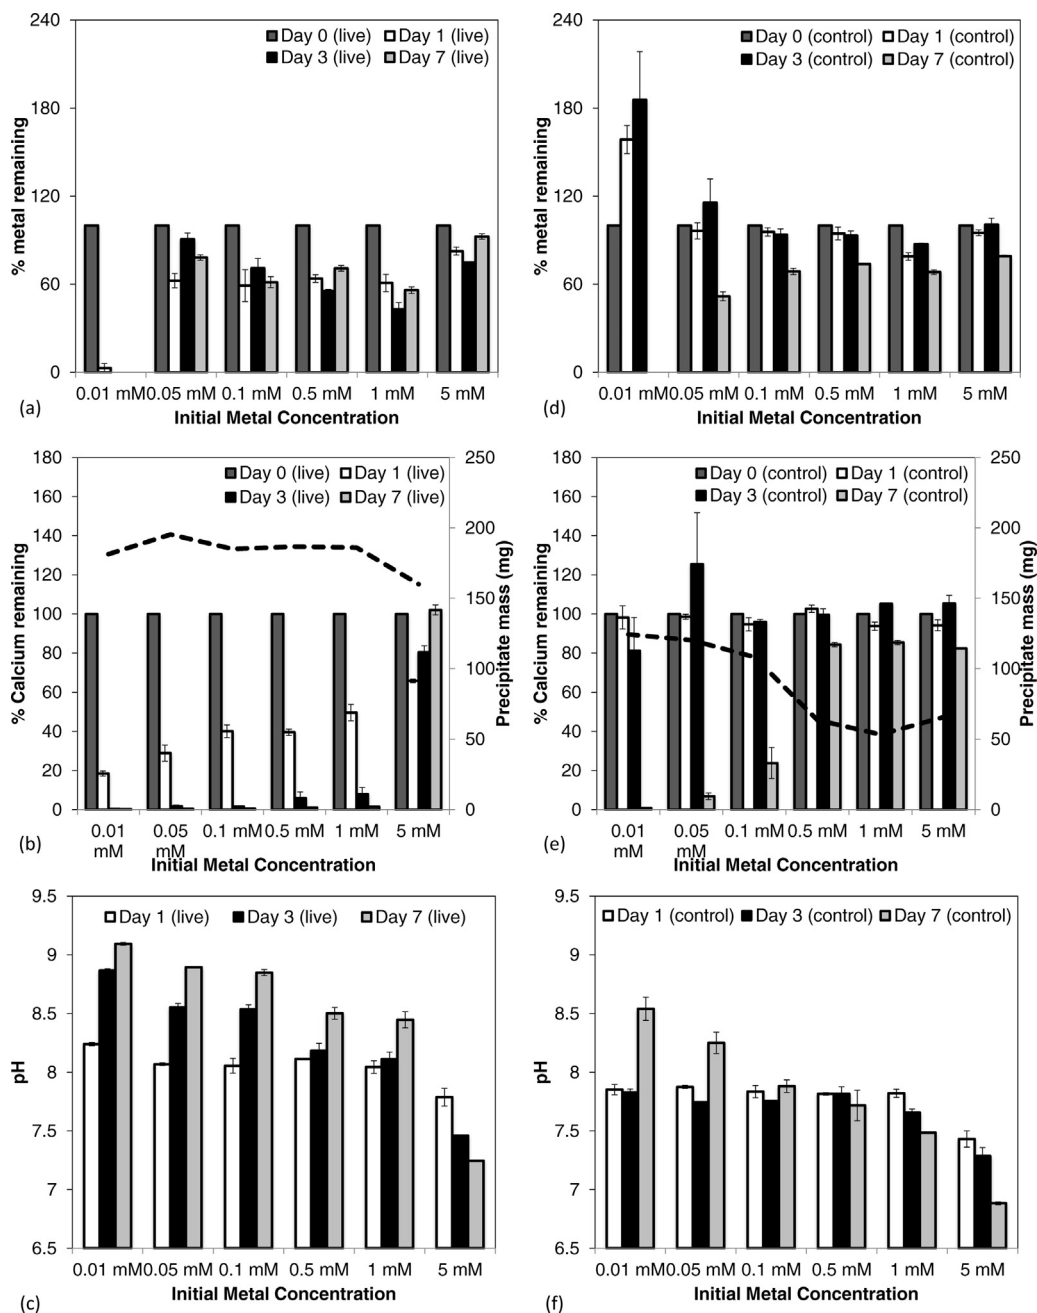 240
180
120
60
0
% metal remaining
Day 0 (live) Day 1 (live)
Day 3 (live) Day 7 (live)
0.01 mM 0.05 mM 0.1 mM 0.5 mM 1 mM 5 mM
(a)
Initial Metal Concentration
240
180
120
60
0
% metal remaining
Day 0 (control) Day 1 (control)
Day 3 (control) Day 7 (control)
0.01 mM 0.05 mM 0.1 mM 0.5 mM 1 mM 5 mM
(d)
Initial Metal Concentration
180
160
140
120
100
80
60
40
20
0
% Calcium remaining
Day 0 (live) Day 1 (live)
Day 3 (live) Day 7 (live)
250
200
150
100
50
0
Precipitate mass (mg)
0.01 mM 0.05 mM 0.1 mM 0.5 mM 1 mM 5 mM
(b)
Initial Metal Concentration
180
160
140
120
100
80
60
40
20
0
% Calcium remaining
Day 0 (control) Day 1 (control)
Day 3 (control) Day 7 (control)
250
200
150
100
50
0
Precipitate mass (mg)
0.01 mM 0.05 mM 0.1 mM 0.5 mM 1 mM 5 mM
(e)
Initial Metal Concentration
9.5
9
8.5
8
7.5
7
6.5
pH
Day 1 (live) Day 3 (live) Day 7 (live)
0.01 mM 0.05 mM 0.1 mM 0.5 mM 1 mM 5 mM
(c)
Initial Metal Concentration
9.5
9
8.5
8
7.5
7
6.5
pH
Day 1 (control) Day 3 (control) Day 7 (control)
0.01 mM 0.05 mM 0.1 mM 0.5 mM 1 mM 5 mM
(f)
Initial Metal Concentration